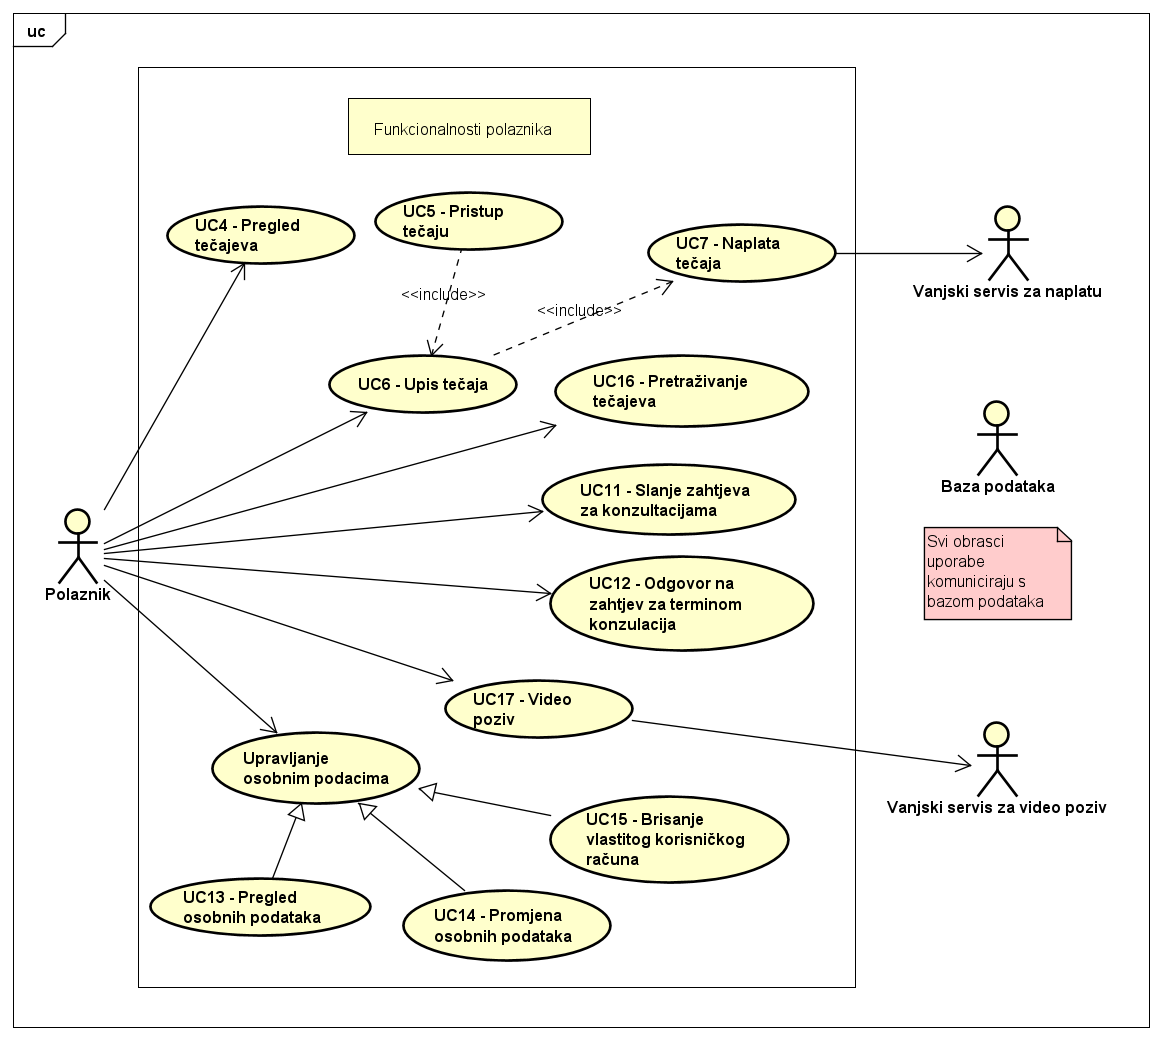 uc
Funkcionalnosti polaznika
UC4 - Pregled
tečajeva
UC5 - Pristup
tečaju
UC7 - Naplata
tečaja
Vanjski servis za naplatu
<<include>>
<<include>>
UC6 - Upis tečaja
UC16 - Pretraživanje
tečajeva
Baza podataka
UC11 - Slanje zahtjeva
za konzultacijama
Svi obrasci
uporabe
komuniciraju s
bazom podataka
Polaznik
UC12 - Odgovor na
zahtjev za terminom
konzulacija
UC17 - Video
poziv
Vanjski servis za video poziv
Upravljanje
osobnim podacima
UC15 - Brisanje
vlastitog korisničkog
računa
UC13 - Pregled
osobnih podataka
UC14 - Promjena
osobnih podataka